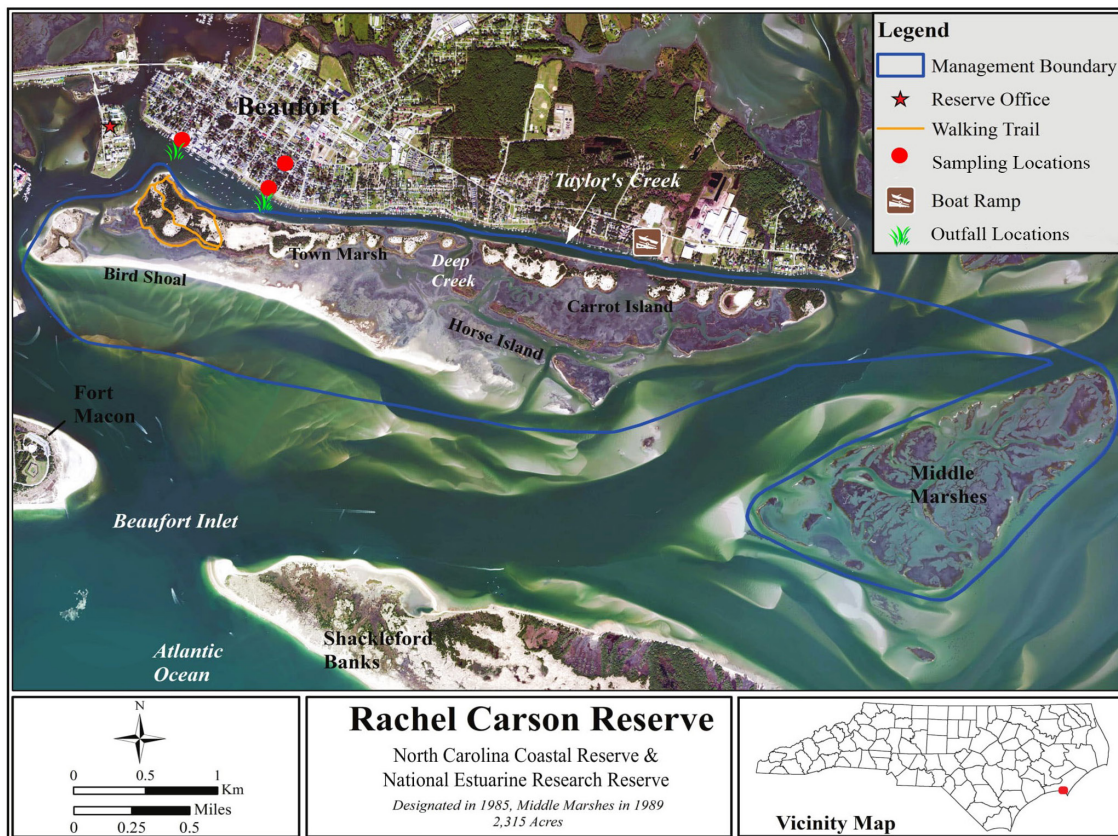 Beaufort
Taylor's Creek
Town Marsh
Deep
Creek
Bird Shoal
Carrot Island
Horse Island
Fort
Macon
Middle
Marshes
Beaufort Inlet
Shackleford
Banks
Atlantic
Ocean
Legend
Management Boundary
Reserve Office
Walking Trail
Sampling Locations
Boat Ramp
Outfall Locations
N
0 0.5 1
Km
Miles
0 0.25 0.5
Rachel Carson Reserve
North Carolina Coastal Reserve &
National Estuarine Research Reserve
Designated in 1985, Middle Marshes in 1989
2,315 Acres
Vicinity Map